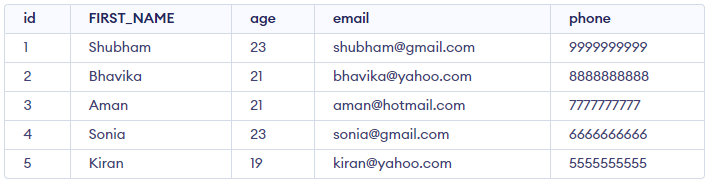 id FIRST_NAME age email phone
1 Shubham 23 shubham@gmail.com 9999999999
2 Bhavika 21 bhavika@yahoo.com 8888888888
3 Aman 21 aman@hotmail.com 7777777777
4 Sonia 23 sonia@gmail.com 6666666666
5 Kiran 19 kiran@yahoo.com 5555555555